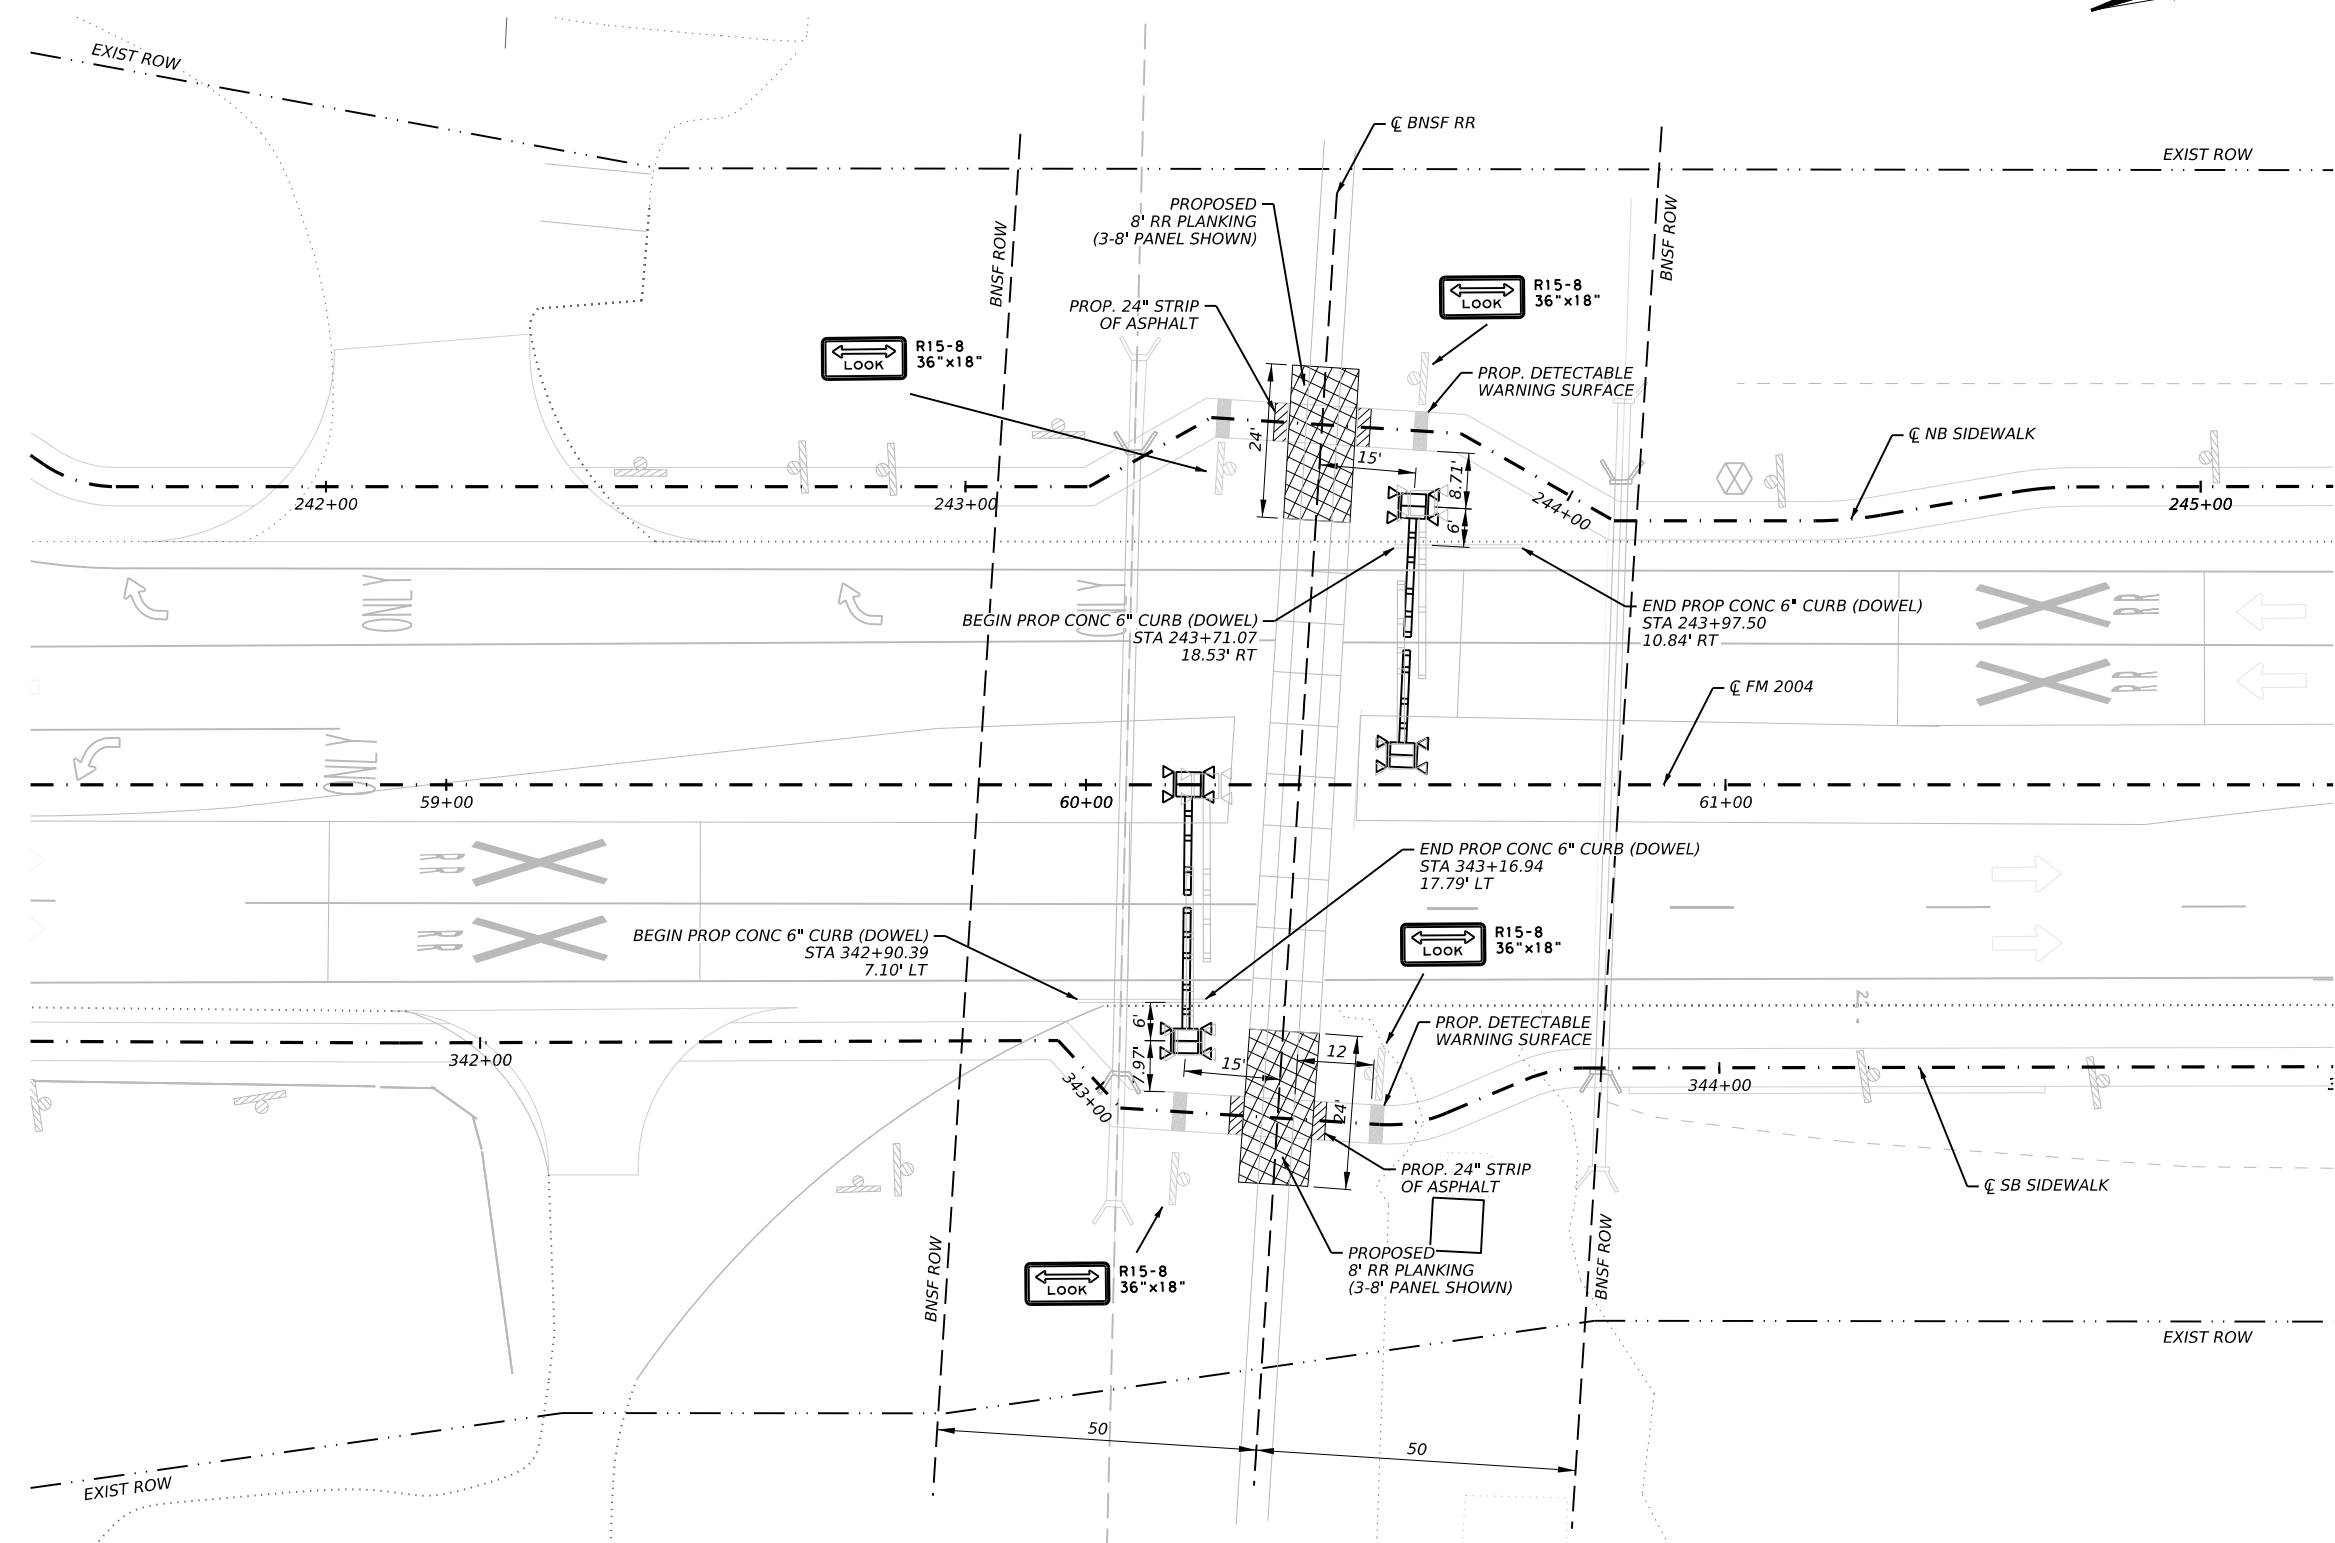 EXIST ROW
℄ BNSF RR
EXIST ROW
PROPOSED
8' RR PLANKING
(3-8' PANEL SHOWN)
BNSF ROW
BNSF ROW
R15-8
36"x18"
LOOK
PROP. 24" STRIP
OF ASPHALT
R15-8
36"x18"
LOOK
PROP. DETECTABLE
WARNING SURFACE
24'
15'
8.71'
6'
℄ NB SIDEWALK
242+00
243+00
244+00
245+00
ONLY
ONLY
BEGIN PROP CONC 6" CURB (DOWEL)
STA 243+71.07
18.53' RT
END PROP CONC 6" CURB (DOWEL)
STA 243+97.50
10.84' RT
RR
RR
℄ FM 2004
ONLY
59+00
60+00
61+00
RR
RR
END PROP CONC 6" CURB (DOWEL)
STA 343+16.94
17.79' LT
BEGIN PROP CONC 6" CURB (DOWEL)
STA 342+90.39
7.10' LT
R15-8
36"x18"
LOOK
6'
7.97'
15'
12
24'
PROP. DETECTABLE
WARNING SURFACE
342+00
343+00
344+00
PROP. 24" STRIP
OF ASPHALT
℄ SB SIDEWALK
PROPOSED
8' RR PLANKING
(3-8' PANEL SHOWN)
R15-8
36"x18"
LOOK
BNSF ROW
BNSF ROW
EXIST ROW
50
50
EXIST ROW